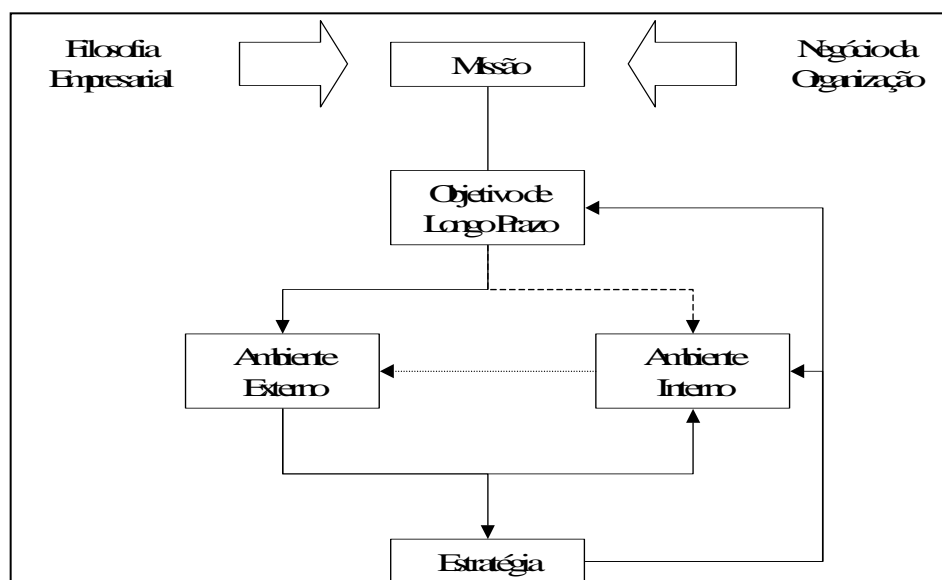 Filosofia
Empresarial
Missão
Negócio da
Organização
Objetivo de
Longo Prazo
Ambiente
Externo
Ambiente
Interno
Estratégia